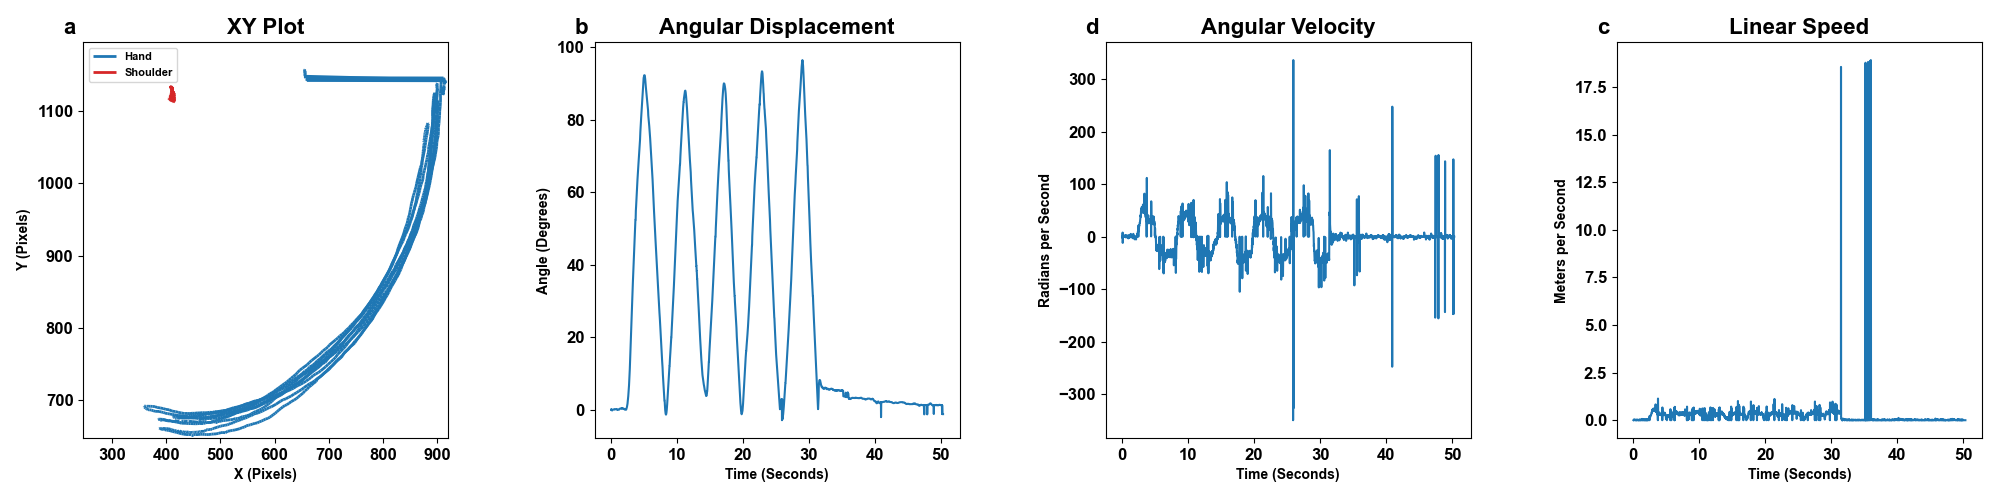 a
XY Plot
Hand
Shoulder
Y (Pixels)
1100
1000
900
800
700
300 400 500 600 700 800 900
X (Pixels)
b
Angular Displacement
Angle (Degrees)
100
80
60
40
20
0
0 10 20 30 40 50
Time (Seconds)
d
Angular Velocity
Radians per Second
300
200
100
0
−100
−200
−300
0 10 20 30 40 50
Time (Seconds)
c
Linear Speed
Meters per Second
17.5
15.0
12.5
10.0
7.5
5.0
2.5
0.0
0 10 20 30 40 50
Time (Seconds)